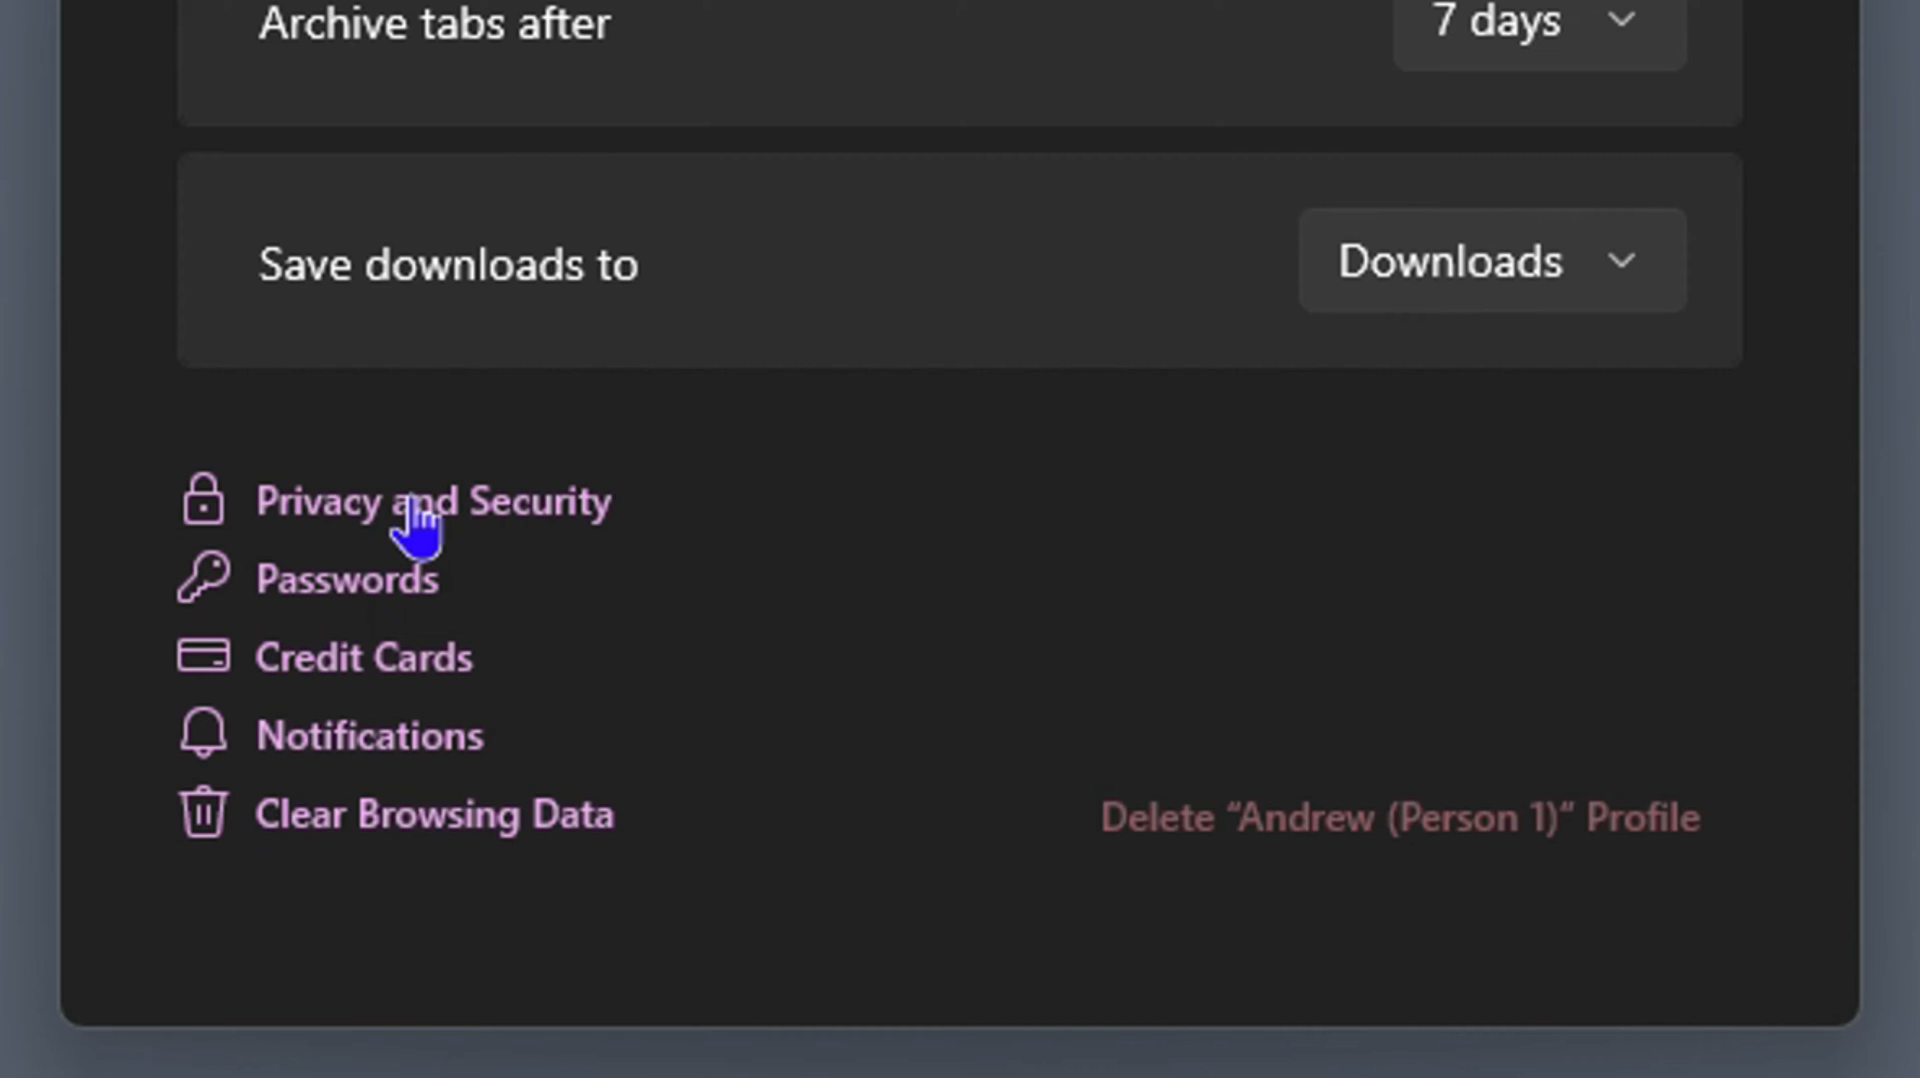 Archive tabs after
7 days
Save downloads to
Downloads
Privacy and Security
Passwords
Credit Cards
Notifications
Clear Browsing Data
Delete “Andrew (Person 1)“ Profile